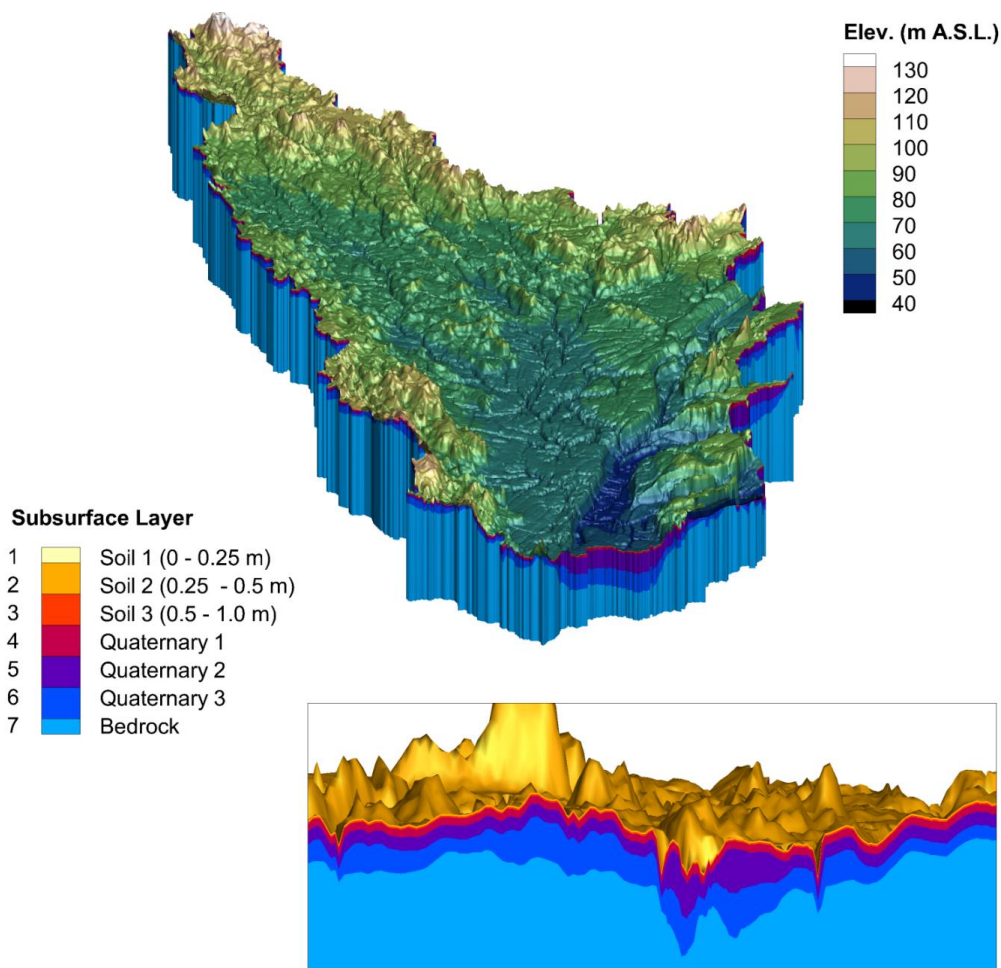 Elev. (m A.S.L.)
130
120
110
100
90
80
70
60
50
40
Subsurface Layer
1 Soil 1 (0 - 0.25 m)
2 Soil 2 (0.25 - 0.5 m)
3 Soil 3 (0.5 - 1.0 m)
4 Quaternary 1
5 Quaternary 2
6 Quaternary 3
7 Bedrock